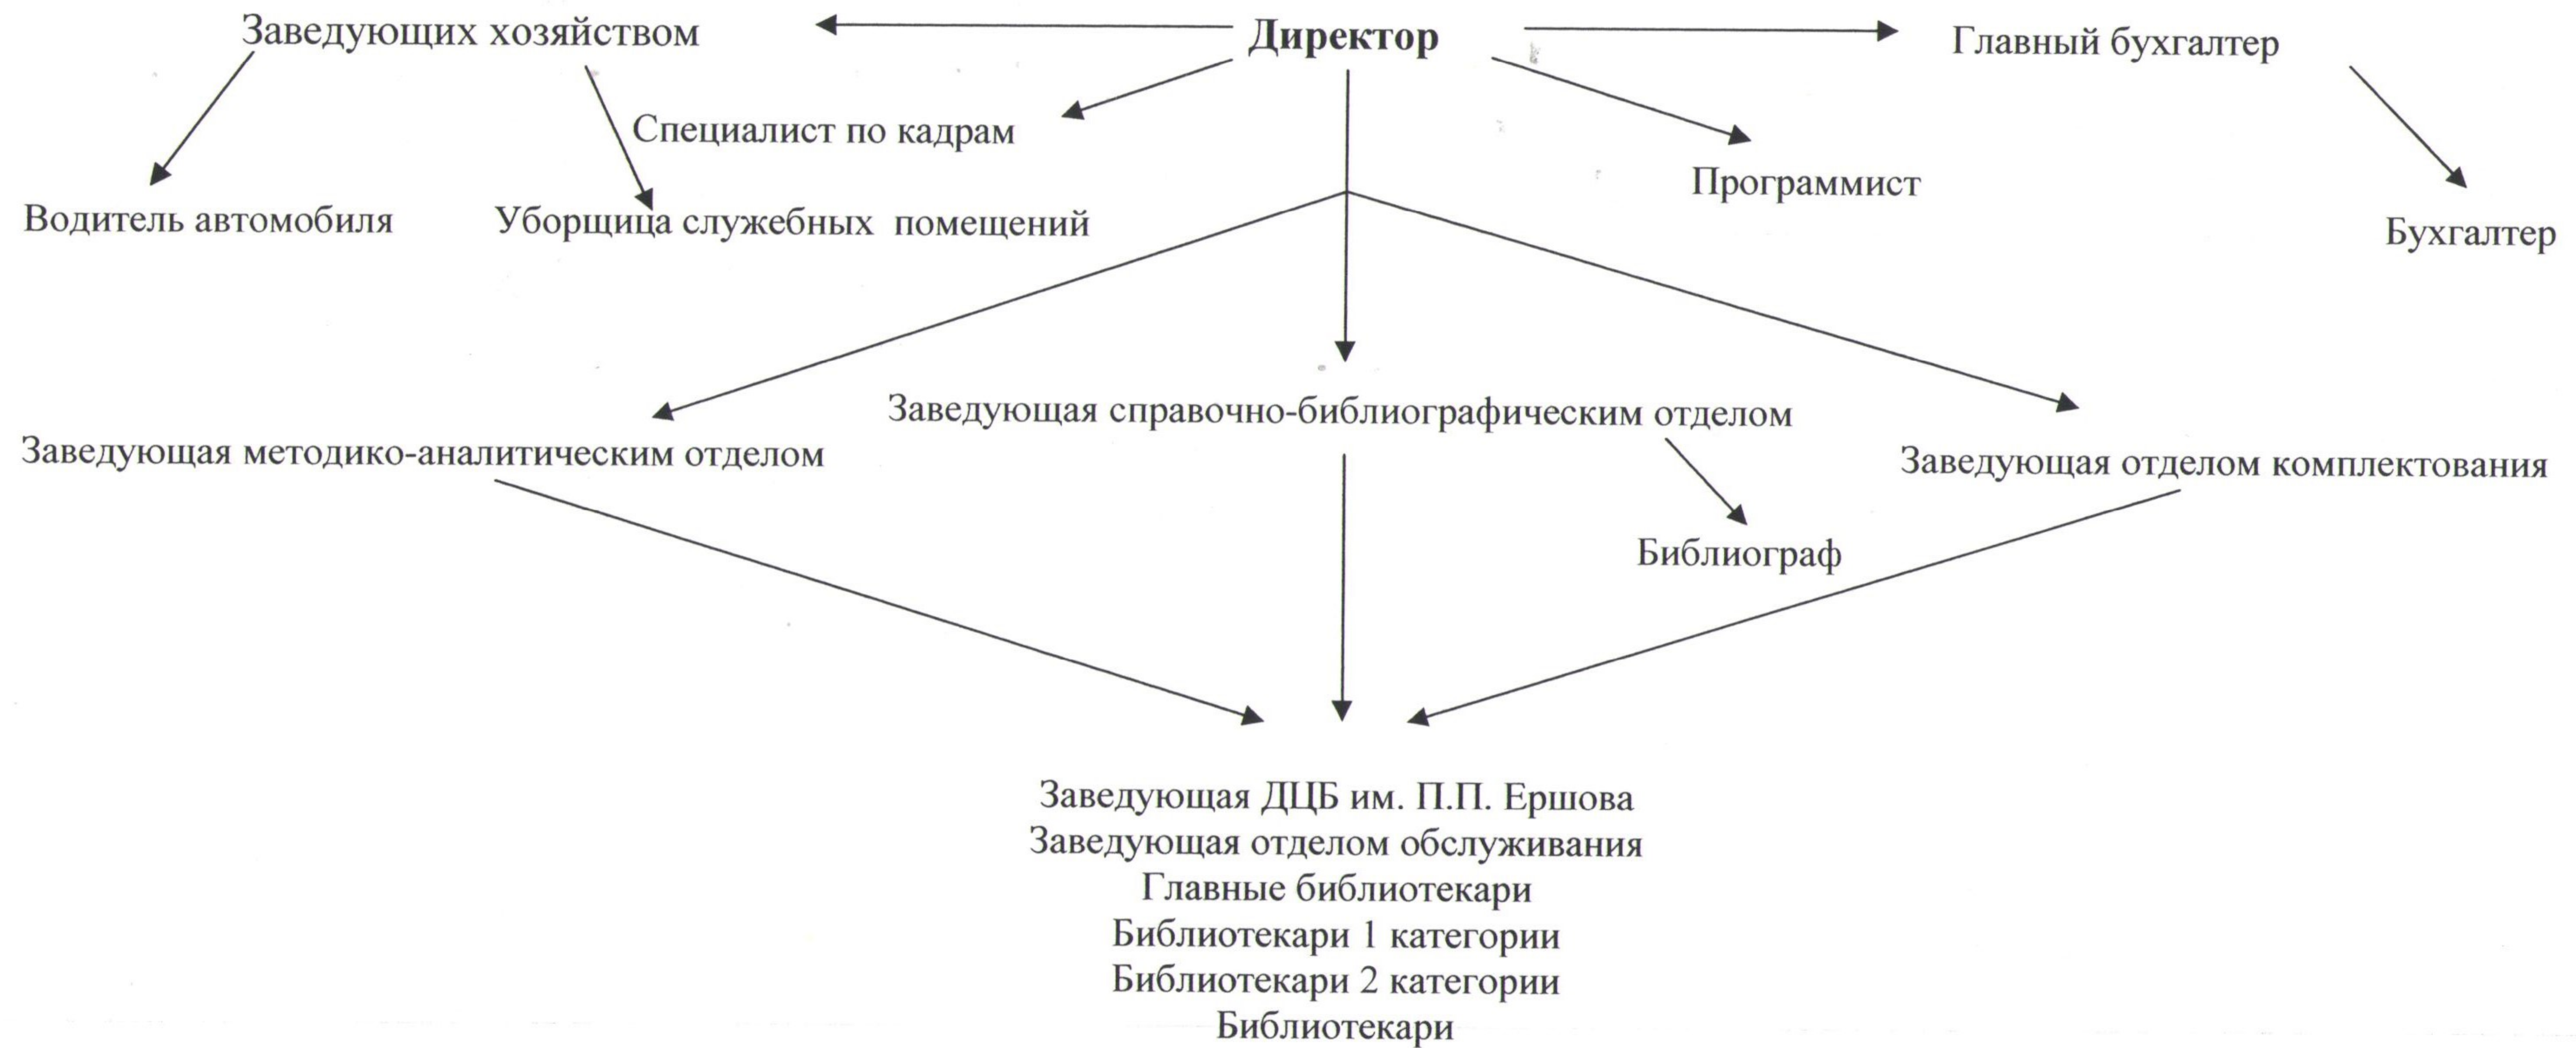 Заведующих хозяйством
Директор
Главный бухгалтер
Специалист по кадрам
Программист
Водитель автомобиля
Уборщица служебных помещений
Бухгалтер
Заведующая справочно-библиографическим отделом
Заведующая методико-аналитическим отделом
Заведующая отделом комплектования
Библиограф
Заведующая ДЦБ им. П.П. Ершова
Заведующая отделом обслуживания
Главные библиотекари
Библиотекари 1 категории
Библиотекари 2 категории
Библиотекари